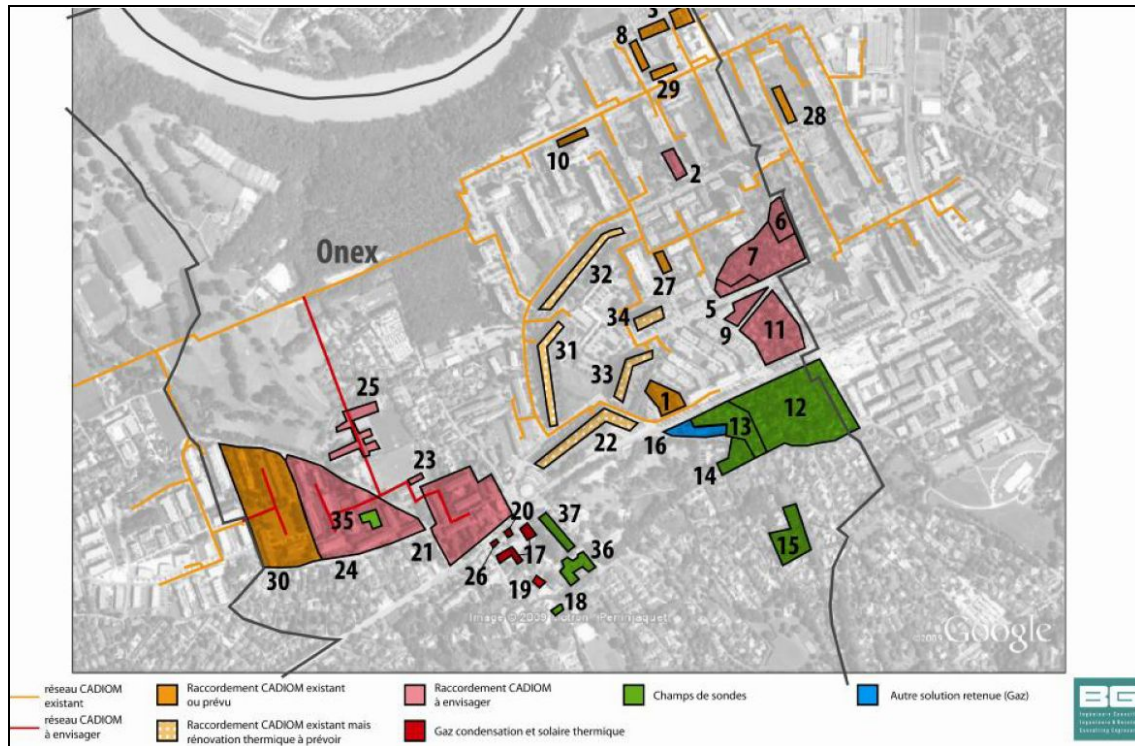 3
8
29
28
10
2
6
Onex
7
32
27
5
34
9
11
31
33
25
1
12
22
16
13
14
23
20
37
35
15
21
17
36
26
30
24
19
18
Google
réseau CADIOM
existant
Raccordement CADIOM existant
ou prévu
Raccordement CADIOM
à envisager
Champs de sondes
Autre solution retenue (Gaz)
réseau CADIOM
à envisager
Raccordement CADIOM existant mais
rénovation thermique à prévoir
Gaz condensation et solaire thermique
BG